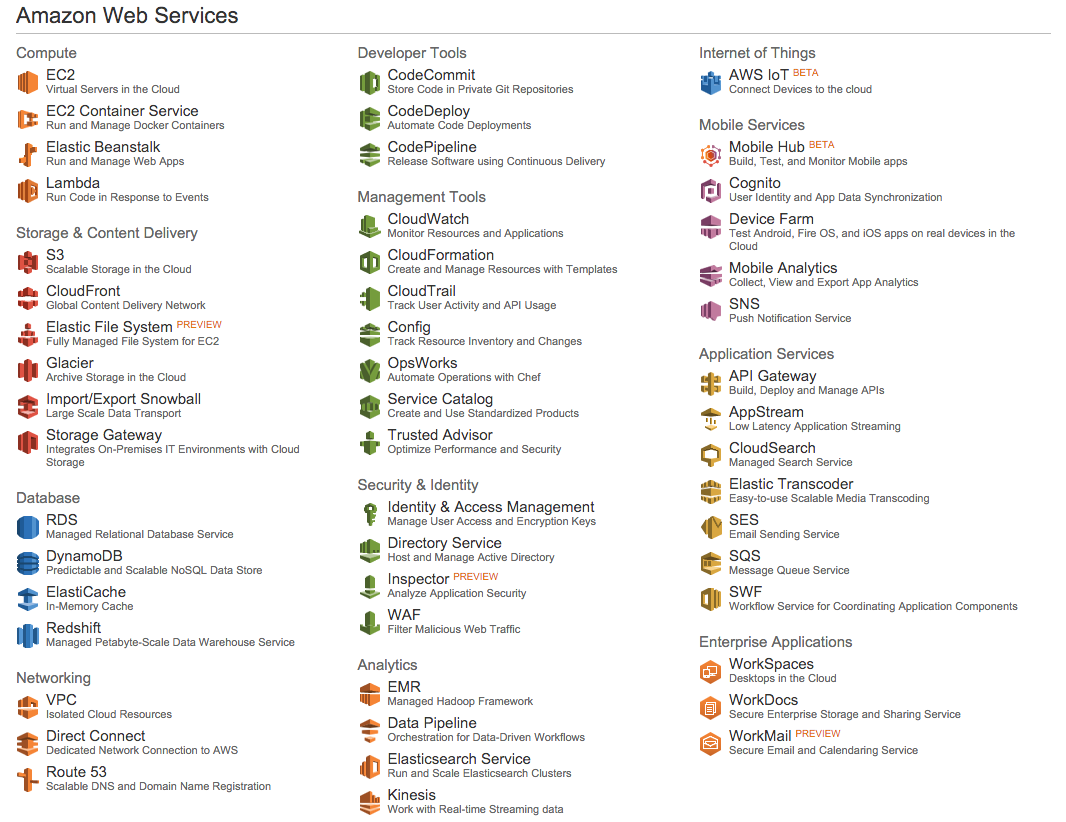 Amazon Web Services
Compute
EC2
Virtual Servers in the Cloud
EC2 Container Service
Run and Manage Docker Containers
Elastic Beanstalk
Run and Manage Web Apps
Lambda
Run Code in Response to Events
Storage & Content Delivery
S3
Scalable Storage in the Cloud
CloudFront
Global Content Delivery Network
Elastic File System PREVIEW
Fully Managed File System for EC2
Glacier
Archive Storage in the Cloud
Import/Export Snowball
Large Scale Data Transport
Storage Gateway
Integrates On-Premises IT Environments with Cloud
Storage
Database
RDS
Managed Relational Database Service
DynamoDB
Predictable and Scalable NoSQL Data Store
ElastiCache
In-Memory Cache
Redshift
Managed Petabyte-Scale Data Warehouse Service
Networking
VPC
Isolated Cloud Resources
Direct Connect
Dedicated Network Connection to AWS
Route 53
Scalable DNS and Domain Name Registration
Developer Tools
CodeCommit
Store Code in Private Git Repositories
CodeDeploy
Automate Code Deployments
CodePipeline
Release Software using Continuous Delivery
Management Tools
CloudWatch
Monitor Resources and Applications
CloudFormation
Create and Manage Resources with Templates
CloudTrail
Track User Activity and API Usage
Config
Track Resource Inventory and Changes
OpsWorks
Automate Operations with Chef
Service Catalog
Create and Use Standardized Products
Trusted Advisor
Optimize Performance and Security
Security & Identity
Identity & Access Management
Manage User Access and Encryption Keys
Directory Service
Host and Manage Active Directory
Inspector PREVIEW
Analyze Application Security
WAF
Filter Malicious Web Traffic
Analytics
EMR
Managed Hadoop Framework
Data Pipeline
Orchestration for Data-Driven Workflows
Elasticsearch Service
Run and Scale Elasticsearch Clusters
Kinesis
Work with Real-time Streaming data
Internet of Things
AWS IoT BETA
Connect Devices to the cloud
Mobile Services
Mobile Hub BETA
Build, Test, and Monitor Mobile apps
Cognito
User Identity and App Data Synchronization
Device Farm
Test Android, Fire OS, and iOS apps on real devices in the
Cloud
Mobile Analytics
Collect, View and Export App Analytics
SNS
Push Notification Service
Application Services
API Gateway
Build, Deploy and Manage APIs
AppStream
Low Latency Application Streaming
CloudSearch
Managed Search Service
Elastic Transcoder
Easy-to-use Scalable Media Transcoding
SES
Email Sending Service
SQS
Message Queue Service
SWF
Workflow Service for Coordinating Application Components
Enterprise Applications
WorkSpaces
Desktops in the Cloud
WorkDocs
Secure Enterprise Storage and Sharing Service
WorkMail PREVIEW
Secure Email and Calendaring Service